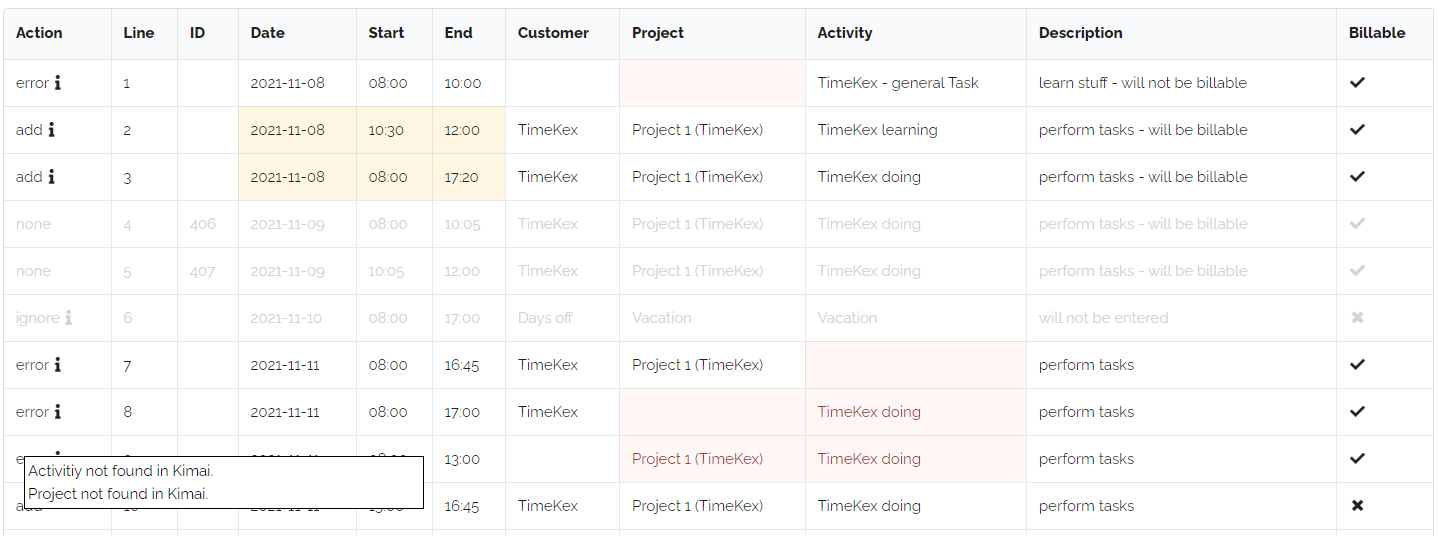 Action Line ID Date Start End Customer Project Activity Description Billable
error 1 2021-11-08 08:00 10:00 TimeKex - general Task learn stuff - will not be billable
add 2 2021-11-08 10:30 12:00 TimeKex Project 1 (TimeKex) TimeKex learning perform tasks - will be billable
add 3 2021-11-08 08:00 17:20 TimeKex Project 1 (TimeKex) TimeKex doing perform tasks - will be billable
none 4 406 2021-11-09 08:00 10:05 TimeKex Project 1 (TimeKex) TimeKex doing perform tasks - will be billable
none 5 407 2021-11-09 10:05 12:00 TimeKex Project 1 (TimeKex) TimeKex doing perform tasks - will be billable
ignore 6 2021-11-10 08:00 17:00 Days off Vacation Vacation will not be entered
error 7 2021-11-11 08:00 16:45 TimeKex Project 1 (TimeKex) perform tasks
error 8 2021-11-11 08:00 17:00 TimeKex TimeKex doing perform tasks
13:00 Project 1 (TimeKex) TimeKex doing perform tasks
Activitiy not found in Kimai.
Project not found in Kimai.
16:45 TimeKex Project 1 (TimeKex) TimeKex doing perform tasks